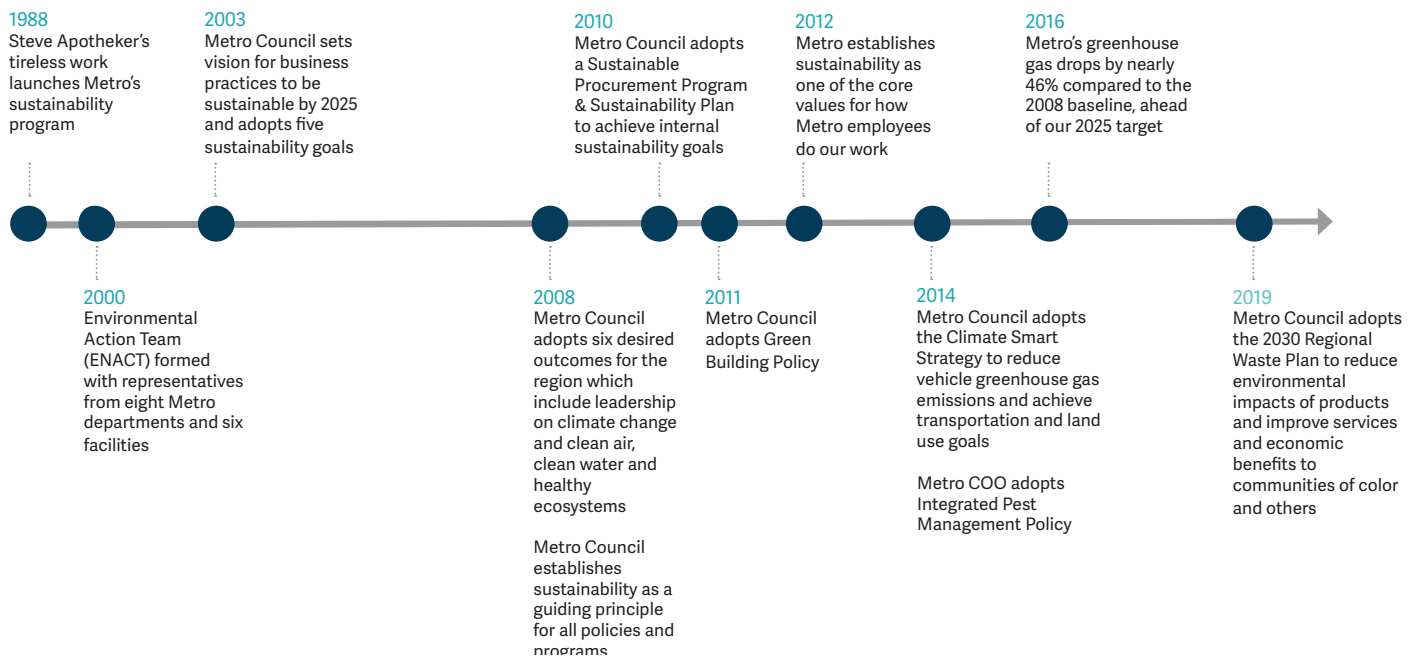 1988
Steve Apotheker’s
tireless work
launches Metro’s
sustainability
program
2003
Metro Council sets
vision for business
practices to be
sustainable by 2025
and adopts five
sustainability goals
2010
Metro Council adopts
a Sustainable
Procurement Program
& Sustainability Plan
to achieve internal
sustainability goals
2012
Metro establishes
sustainability as
one of the core
values for how
Metro employees
do our work
2016
Metro’s greenhouse
gas drops by nearly
46% compared to the
2008 baseline, ahead
of our 2025 target
2000
Environmental
Action Team
(ENACT) formed
with representatives
from eight Metro
departments and six
facilities
2008
Metro Council
adopts six desired
outcomes for the
region which
include leadership
on climate change
and clean air,
clean water and
healthy
ecosystems
Metro Council
establishes
sustainability as a
guiding principle
for all policies and
programs
2011
Metro Council
adopts Green
Building Policy
2014
Metro Council adopts
the Climate Smart
Strategy to reduce
vehicle greenhouse gas
emissions and achieve
transportation and land
use goals
Metro COO adopts
Integrated Pest
Management Policy
2019
Metro Council adopts
the 2030 Regional
Waste Plan to reduce
environmental
impacts of products
and improve services
and economic
benefits to
communities of color
and others